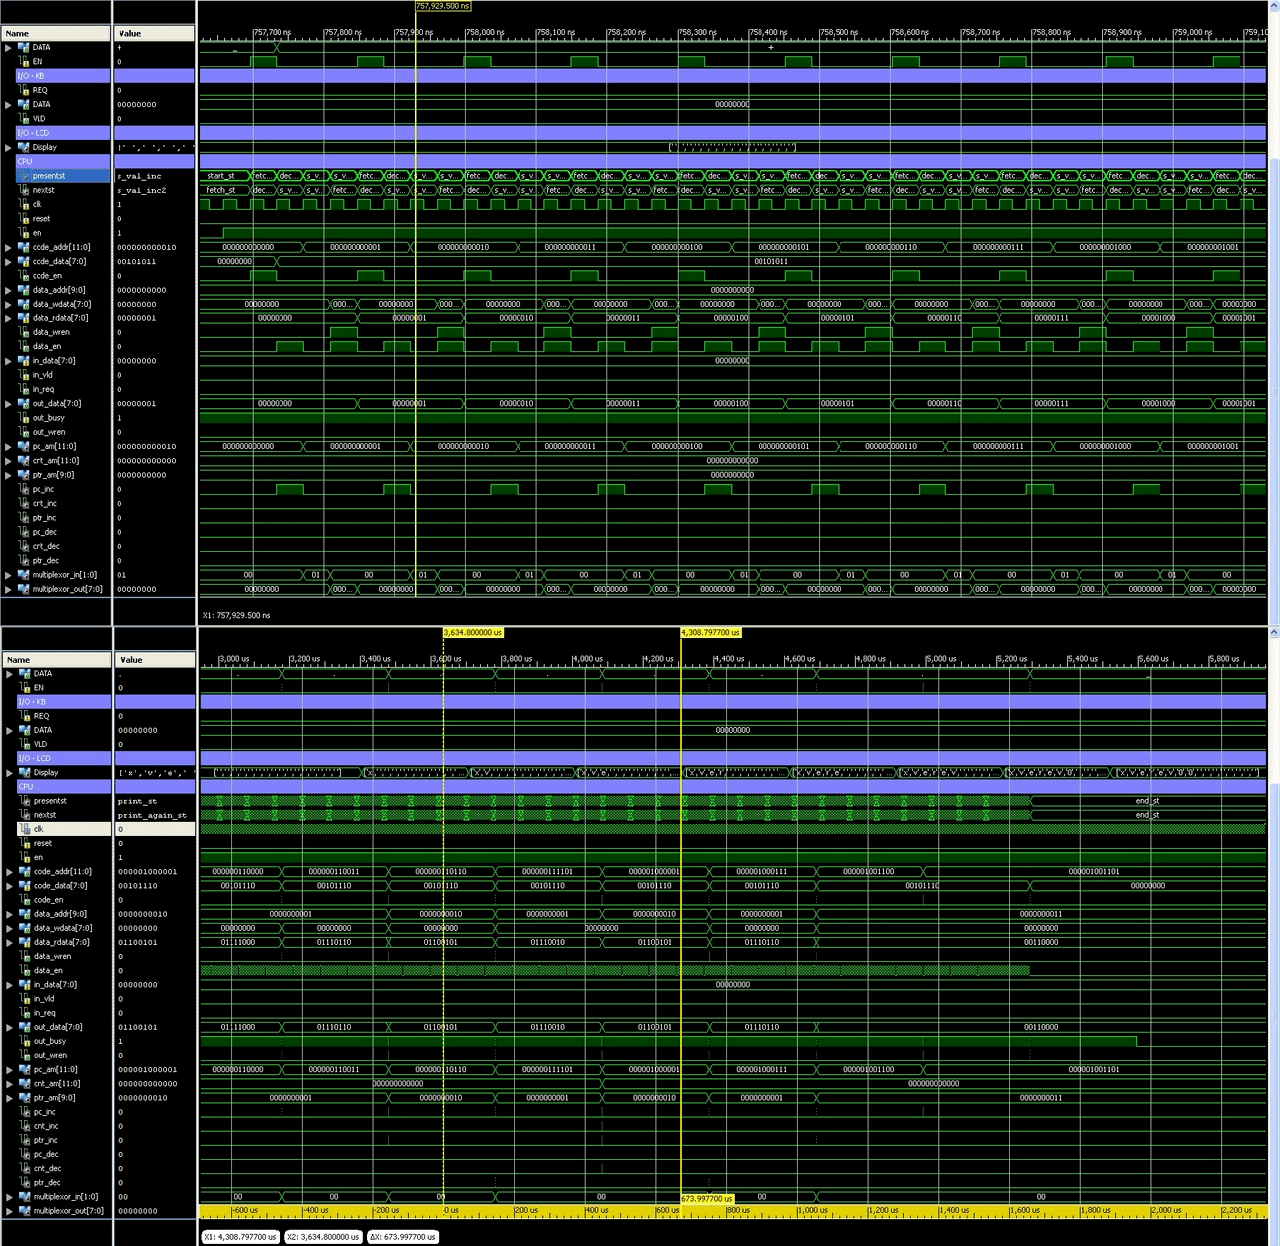 757,929.500 ns
Name Value
757,700 ns 757,800 ns 757,900 ns 758,000 ns 758,100 ns 758,200 ns 758,300 ns 758,400 ns 758,500 ns 758,600 ns 758,700 ns 758,800 ns 758,900 ns 759,000 ns
DATA +
EN 0
I/O - KB
REQ 0
DATA 00000000 00000000
VLD 0
I/O - LCD
Display
CPU
presentst s_val_inc start_st fetc... dec... s_v... s_v...
nextst s_val_inc2 fetch_st dec... s_v... s_v... fetc...
clk 1
reset 0
en 1
code_addr[11:0] 000000000010 000000000000 000000000001 000000000010 000000000011 000000000100 000000000101 000000000110 000000000111 000000001000 000000001001
code_data[7:0] 00101011 00000000 00101011
code_en 0
data_addr[9:0] 0000000000 0000000000
data_wdata[7:0] 00000000 00000000 000... 00000000 000... 00000000 000... 00000000 000... 00000000 000... 00000000 000... 00000000 000... 00000000 000... 00000000 000... 00000000
data_rdata[7:0] 00000001 00000000 00000001 00000010 00000011 00000100 00000101 00000110 00000111 00001000 00001001
data_wren 0
data_en 0
in_data[7:0] 00000000 00000000
in_vld 0
in_req 0
out_data[7:0] 00000001 00000000 00000001 00000010 00000011 00000100 00000101 00000110 00000111 00001000 00001001
out_busy 1
out_wren 0
pc_am[11:0] 000000000010 000000000000 000000000001 000000000010 000000000011 000000000100 000000000101 000000000110 000000000111 000000001000 000000001001
cnt_am[11:0] 000000000000 000000000000
ptr_am[9:0] 0000000000 0000000000
pc_inc 0
cnt_inc 0
ptr_inc 0
pc_dec 0
cnt_dec 0
ptr_dec 0
multiplexor_in[1:0] 01 00 01 00 01 00 01 00 01 00 01 00 01 00 01 00 01 00 01 00
multiplexor_out[7:0] 00000000 00000000 000... 00000000 000... 00000000 000... 00000000 000... 00000000 000... 00000000 000... 00000000 000... 00000000 000... 00000000 000... 00000000
X1: 757,929.500 ns
3,634.800000 us 4,308.797700 us
Name Value
3,000 us 3,200 us 3,400 us 3,600 us 3,800 us 4,000 us 4,200 us 4,400 us 4,600 us 4,800 us 5,000 us 5,200 us 5,400 us 5,600 us 5,800 us
DATA .
EN 0
I/O - KB
REQ 0
DATA 00000000 00000000
VLD 0
I/O - LCD
Display ['x','v','e',' '
CPU
presentst print_st end_st
nextst print_again_st end_st
clk 0
reset 0
en 1
code_addr[11:0] 000001000001 000000110000 000000110011 000000110110 000000111101 000001000001 000001000111 000001001100 000001001101
code_data[7:0] 00101110 00101110 00101110 00101110 00101110 00101110 00101110 00101110 00000000
code_en 0
data_addr[9:0] 0000000010 0000000001 0000000010 0000000001 0000000010 0000000001 0000000011
data_wdata[7:0] 00000000 00000000 00000000 00000000 00000000 00000000 00000000
data_rdata[7:0] 01100101 01111000 01110110 01100101 01110010 01100101 01110110 00110000
data_wren 0
data_en 0
in_data[7:0] 00000000 00000000
in_vld 0
in_req 0
out_data[7:0] 01100101 01111000 01110110 01100101 01110010 01100101 01110110 00110000
out_busy 1
out_wren 0
pc_am[11:0] 000001000001 000000110000 000000110011 000000110110 000000111101 000001000001 000001000111 000001001100 000001001101
cnt_am[11:0] 000000000000 000000000000 000000000000
ptr_am[9:0] 0000000010 0000000001 0000000010 0000000001 0000000010 0000000001 0000000011
pc_inc 0
cnt_inc 0
ptr_inc 0
pc_dec 0
cnt_dec 0
ptr_dec 0
multiplexor_in[1:0] 00 00 00 00 00 00 00
multiplexor_out[7:0] 00000000
673.997700 us
-600 us -400 us -200 us 0 us 200 us 400 us 800 us 1,000 us 1,200 us 1,400 us 1,600 us 1,800 us 2,000 us 2,200 us
X1: 4,308.797700 us X2: 3,634.800000 us ΔX: 673.997700 us